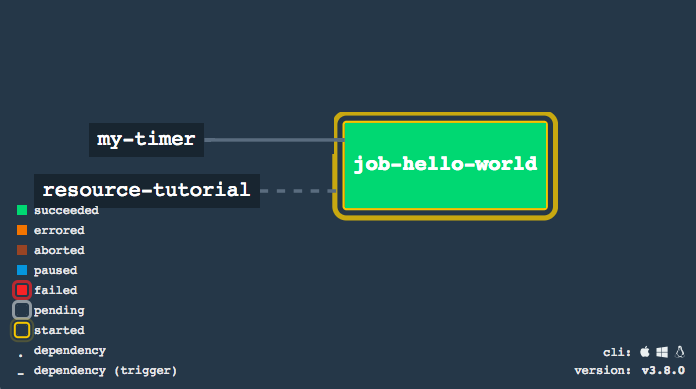 my-timer
job-hello-world
resource-tutorial
succeeded
errored
aborted
paused
failed
pending
started
. dependency
– dependency (trigger)
cli:
version: v3.8.0